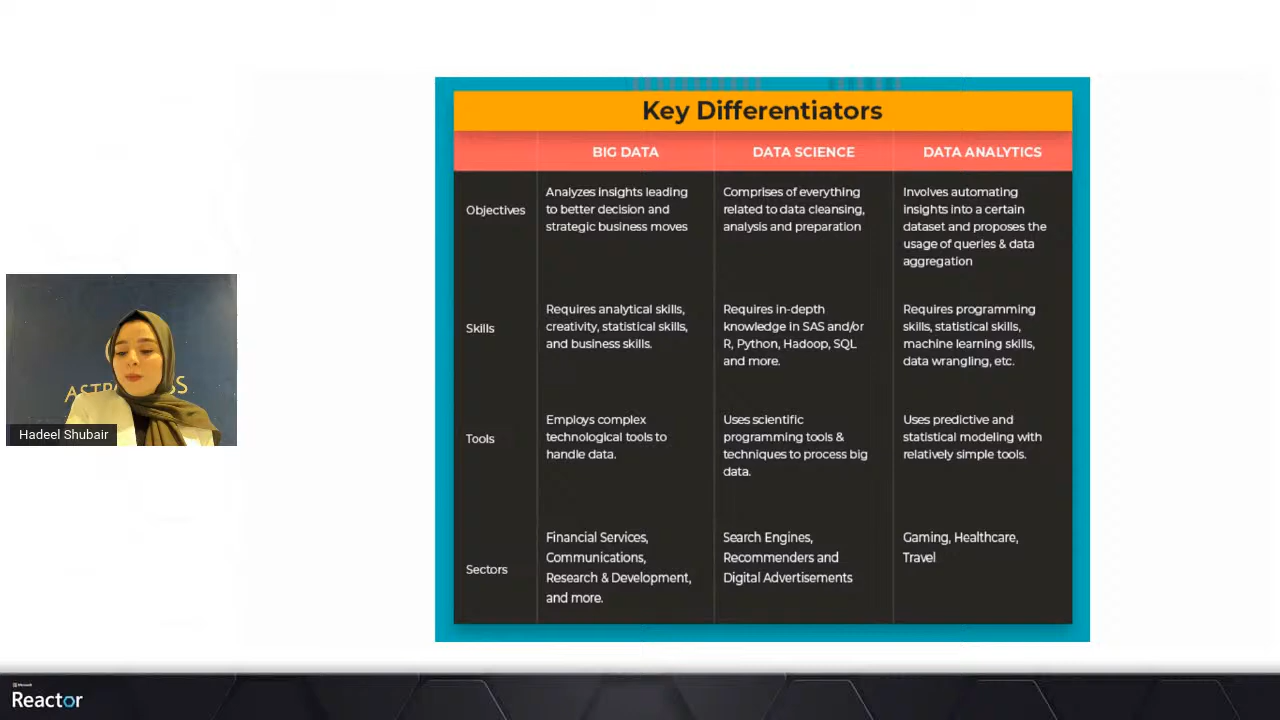 Key Differentiators
BIG DATA
DATA SCIENCE
DATA ANALYTICS
Objectives
Analyzes insights leading
to better decision and
strategic business moves
Comprises of everything
related to data cleansing,
analysis and preparation
Involves automating
insights into a certain
dataset and proposes the
usage of queries & data
aggregation
Skills
Requires analytical skills,
creativity, statistical skills,
and business skills.
Requires in-depth
knowledge in SAS and/or
R, Python, Hadoop, SQL
and more.
Requires programming
skills, statistical skills,
machine learning skills,
data wrangling, etc.
Tools
Employs complex
technological tools to
handle data.
Uses scientific
programming tools &
techniques to process big
data.
Uses predictive and
statistical modeling with
relatively simple tools.
Sectors
Financial Services,
Communications,
Research & Development,
and more.
Search Engines,
Recommenders and
Digital Advertisements
Gaming, Healthcare,
Travel
Hadeel Shubair
Microsoft
Reactor